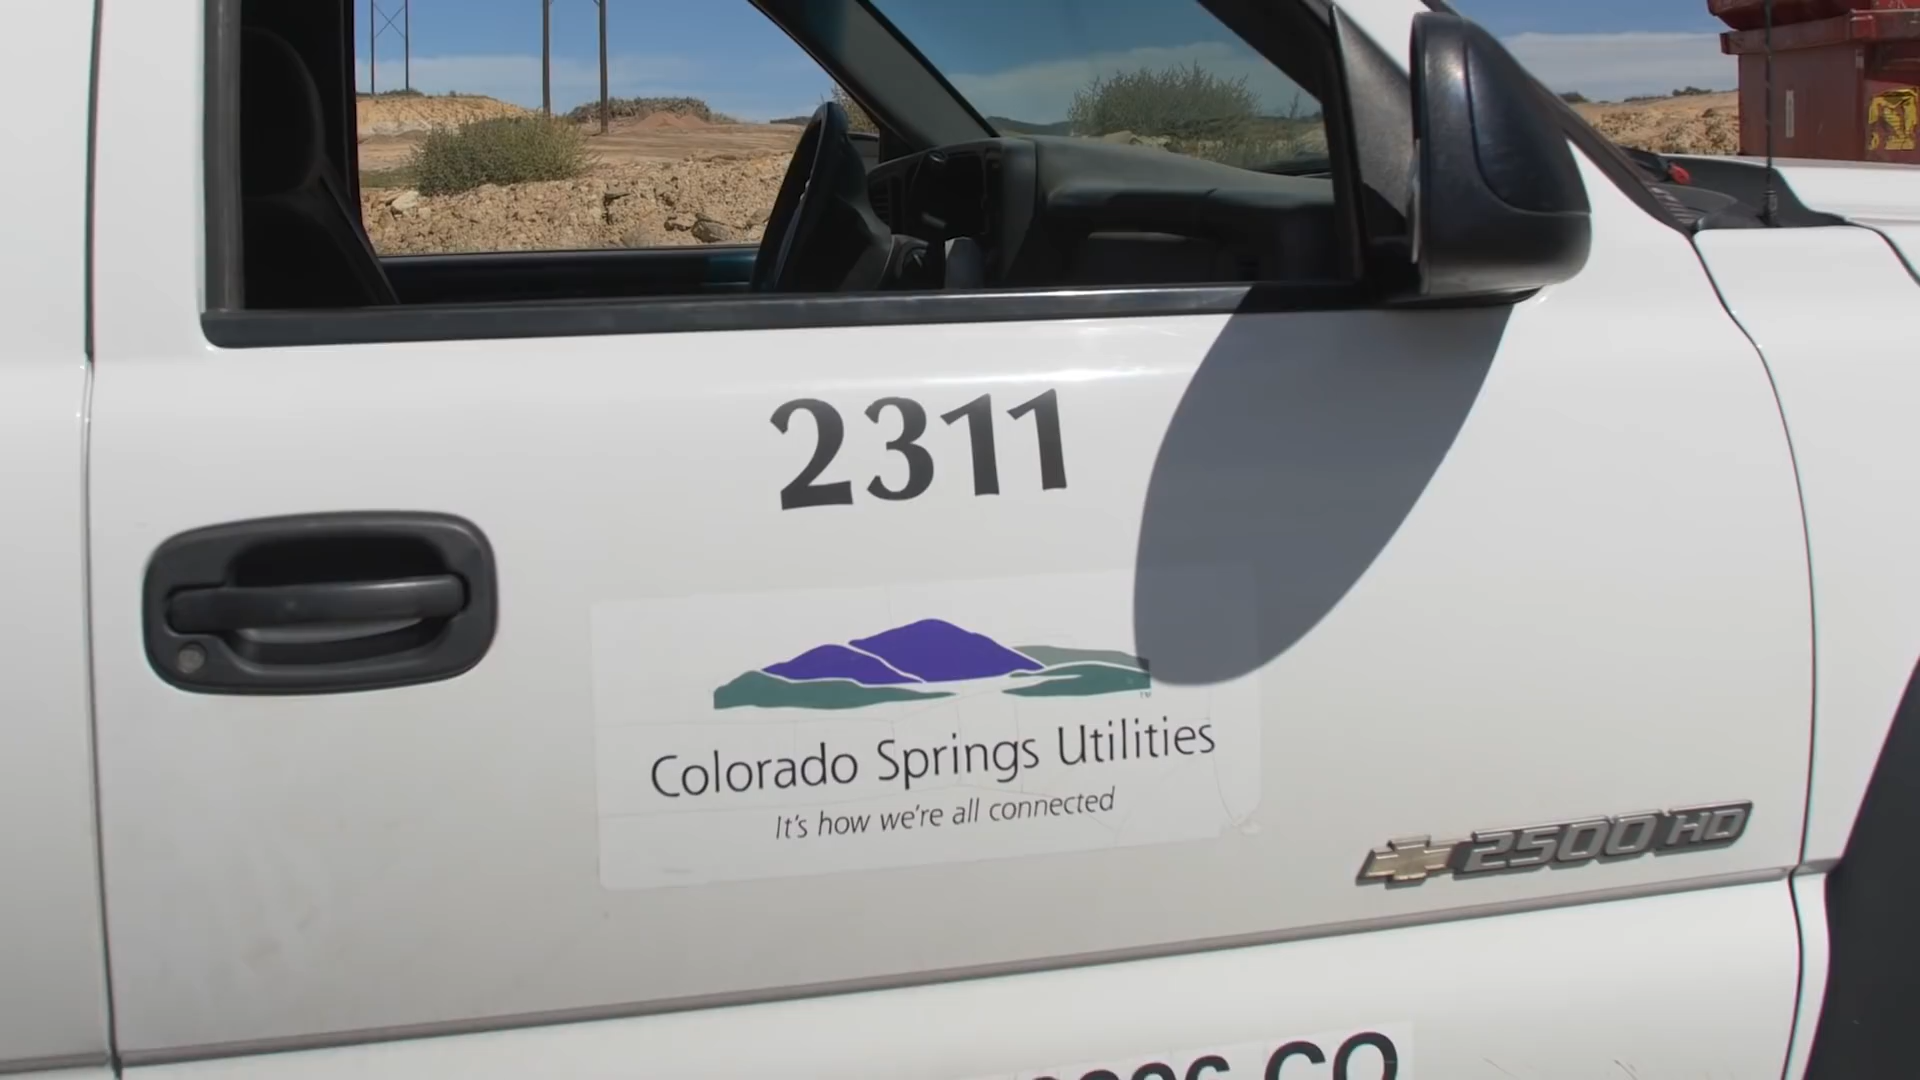 2311
Colorado Springs Utilities
It's how we're all connected
2500 HD